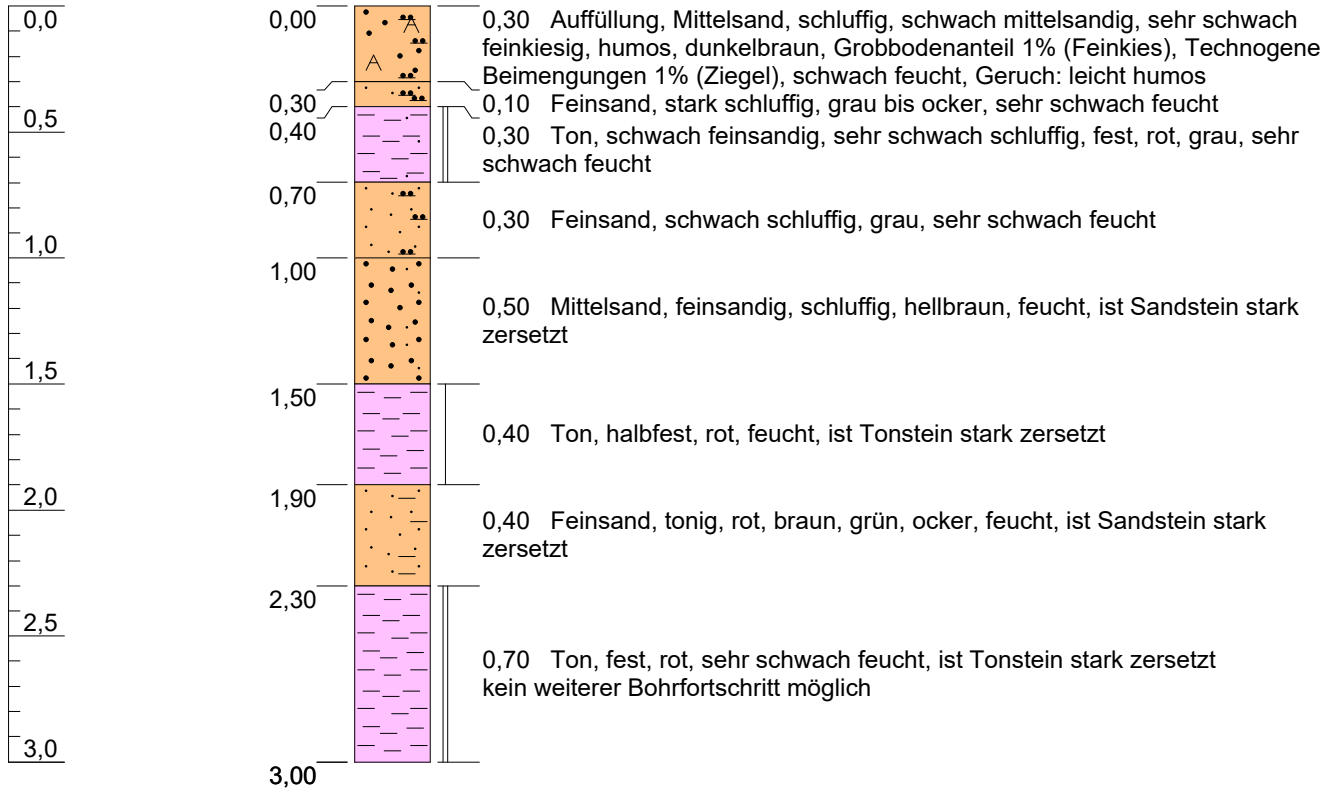 0,0
0,00
0,30 Auffüllung, Mittelsand, schluffig, schwach mittelsandig, sehr schwach
feinkiesig, humos, dunkelbraun, Grobbodenanteil 1% (Feinkies), Technogene
Beimengungen 1% (Ziegel), schwach feucht, Geruch: leicht humos
A
A
0,30
0,10 Feinsand, stark schluffig, grau bis ocker, sehr schwach feucht
0,5
0,40
0,30 Ton, schwach feinsandig, sehr schwach schluffig, fest, rot, grau, sehr
schwach feucht
0,70
0,30 Feinsand, schwach schluffig, grau, sehr schwach feucht
1,0
1,00
0,50 Mittelsand, feinsandig, schluffig, hellbraun, feucht, ist Sandstein stark
zersetzt
1,5
1,50
0,40 Ton, halbfest, rot, feucht, ist Tonstein stark zersetzt
2,0
1,90
0,40 Feinsand, tonig, rot, braun, grün, ocker, feucht, ist Sandstein stark
zersetzt
2,30
2,5
0,70 Ton, fest, rot, sehr schwach feucht, ist Tonstein stark zersetzt
kein weiterer Bohrfortschritt möglich
3,0
3,00